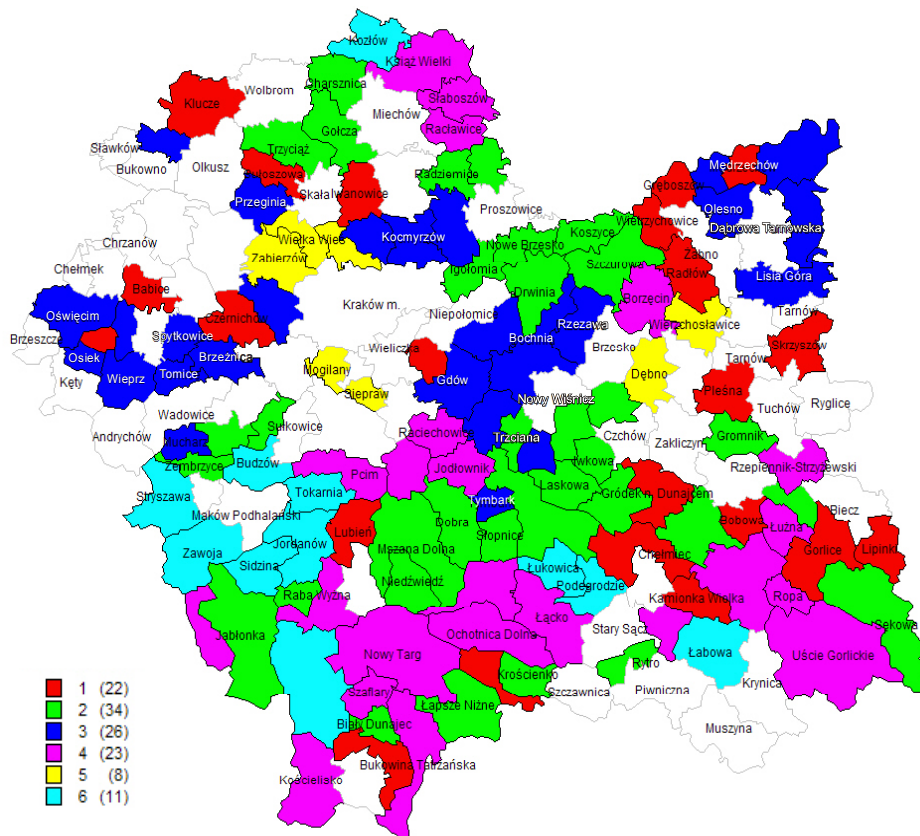 Kozłów
Książ Wielki
Wolbrom
Charsznica
Klucze
Słaboszów
Miechów
Racławice
Gołcza
Sławków
Trzyciąż
Bukowno
Olkusz
Radziemice
Skała
Iwanowice
Przeginia
Proszowice
Mędrzechów
Gręboszów
Olesno
Wietrzychowice
Dąbrowa Tarnowska
Kocmyrzów
Wielka Wieś
Zabierzów
Nowe Brzesko
Koszyce
Chrzanów
Żabno
Igołomia
Szczurowa
Radłów
Lisia Góra
Chełmek
Babice
Drwinia
Borzęcin
Kraków m.
Niepołomice
Oświęcim
Czernichów
Rzezawa
Wierzchosławice
Tarnów
Brzeszcze
Spytkowice
Bochnia
Brzesko
Skrzyszów
Osiek
Brzeźnica
Wieliczka
Tarnów
Kęty
Wieprz
Tomice
Mogilany
Gdów
Dębno
Pleśna
Siepraw
Nowy Wiśnicz
Tuchów
Ryglice
Wadowice
Andrychów
Sułkowice
Raciechowice
Trzciana
Czchów
Zakliczyn
Gromnik
Mucharz
Zembrzyce
Budzów
Jodłownik
Iwkowa
Rzepiennik-Strzyżewski
Pcim
Laskowa
Stryszawa
Tokarnia
Tymbark
Gródek n. Dunajcem
Biecz
Maków Podhalański
Lubień
Dobra
Słopnice
Bobowa
Łużna
Zawoja
Jordanów
Mszana Dolna
Chełmiec
Gorlice
Lipinki
Sidzina
Łukowica
Niedźwiedź
Podegrodzie
Raba Wyżna
Kamionka Wielka
Ropa
Łącko
Stary Sącz
Sękowa
Jabłonka
Ochotnica Dolna
Łabowa
Nowy Targ
Uście Gorlickie
Rytro
Krościenko
Krynica
Szczawnica
Piwniczna
Szaflary
Łapsze Niżne
Biały Dunajec
Muszyna
Bukowina Tatrzańska
Kościelisko
1 (22)
2 (34)
3 (26)
4 (23)
5 (8)
6 (11)